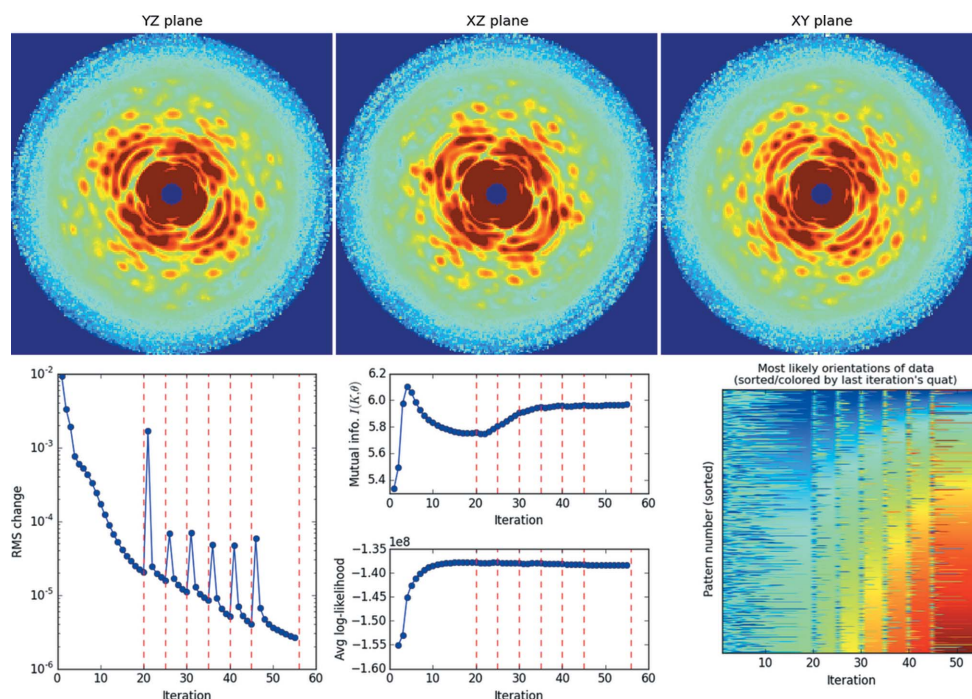 YZ plane
XZ plane
XY plane
10⁻²
10⁻³
10⁻⁴
10⁻⁵
10⁻⁶
RMS change
0 10 20 30 40 50 60
Iteration
6.2
6.0
5.8
5.6
5.4
Mutual info. I(K,θ)
0 10 20 30 40 50 60
Iteration
1e8
−1.35
−1.40
−1.45
−1.50
−1.55
−1.60
Avg log-likelihood
0 10 20 30 40 50 60
Iteration
Most likely orientations of data
(sorted/colored by last iteration's quat)
Pattern number (sorted)
10 20 30 40 50
Iteration